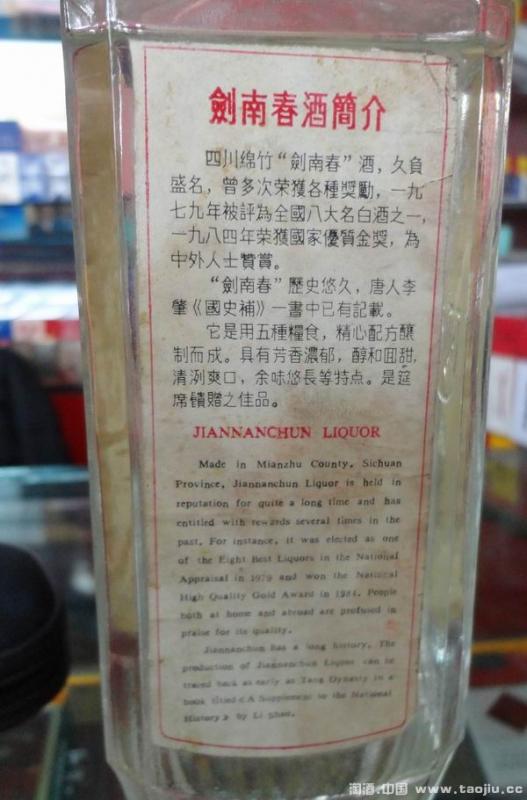 劍南春酒簡介
四川绵竹“劍南春”酒，久負
盛名，曾多次荣獲各種獎勵，一九
七九年被評為全國八大名白酒之一，
一九八四年荣獲國家優質金獎，為
中外人士贊賞。
“劍南春”歷史悠久，唐人李
肇《國史補》一書中已有記載。
它是用五種糧食，精心配方釀
制而成。具有芳香濃郁，醇和回甜，
清洌爽口，余味悠長等特点。是筵
席饋贈之佳品。
JIANNANCHUN LIQUOR
Made in Mianzhu County, Sichuan
Province, Jiannanchun Liquor is held in
reputation for quite a long time and has
entitled with rewards several times in the
past. For instance, it was elected as one
of the Eight Best Liquors in the National
Appraisal in 1979 and won the National
High Quality Gold Award in 1984. People
both at home and abroad are profused in
praise for its quality.
Jiannanchun has a long history. The
production of Jiannanchun Liquor can be
traced back as early as Tang Dynasty in a
book titled《A Supplement to the National
History》by Li Shao.
淘酒.中国 www.taojiu.cc